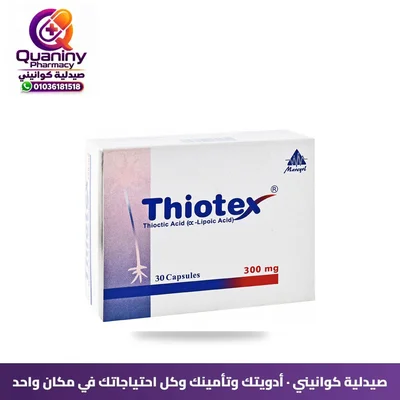 Quaniny
Pharmacy
صيدلية كوانيني
01036181518
Mesopt
Thiotex®
Thioctic Acid (α-Lipoic Acid)
30 Capsules
300 mg
صيدلية كوانيني - أدويتك وتأمينك وكل احتياجاتك في مكان واحد